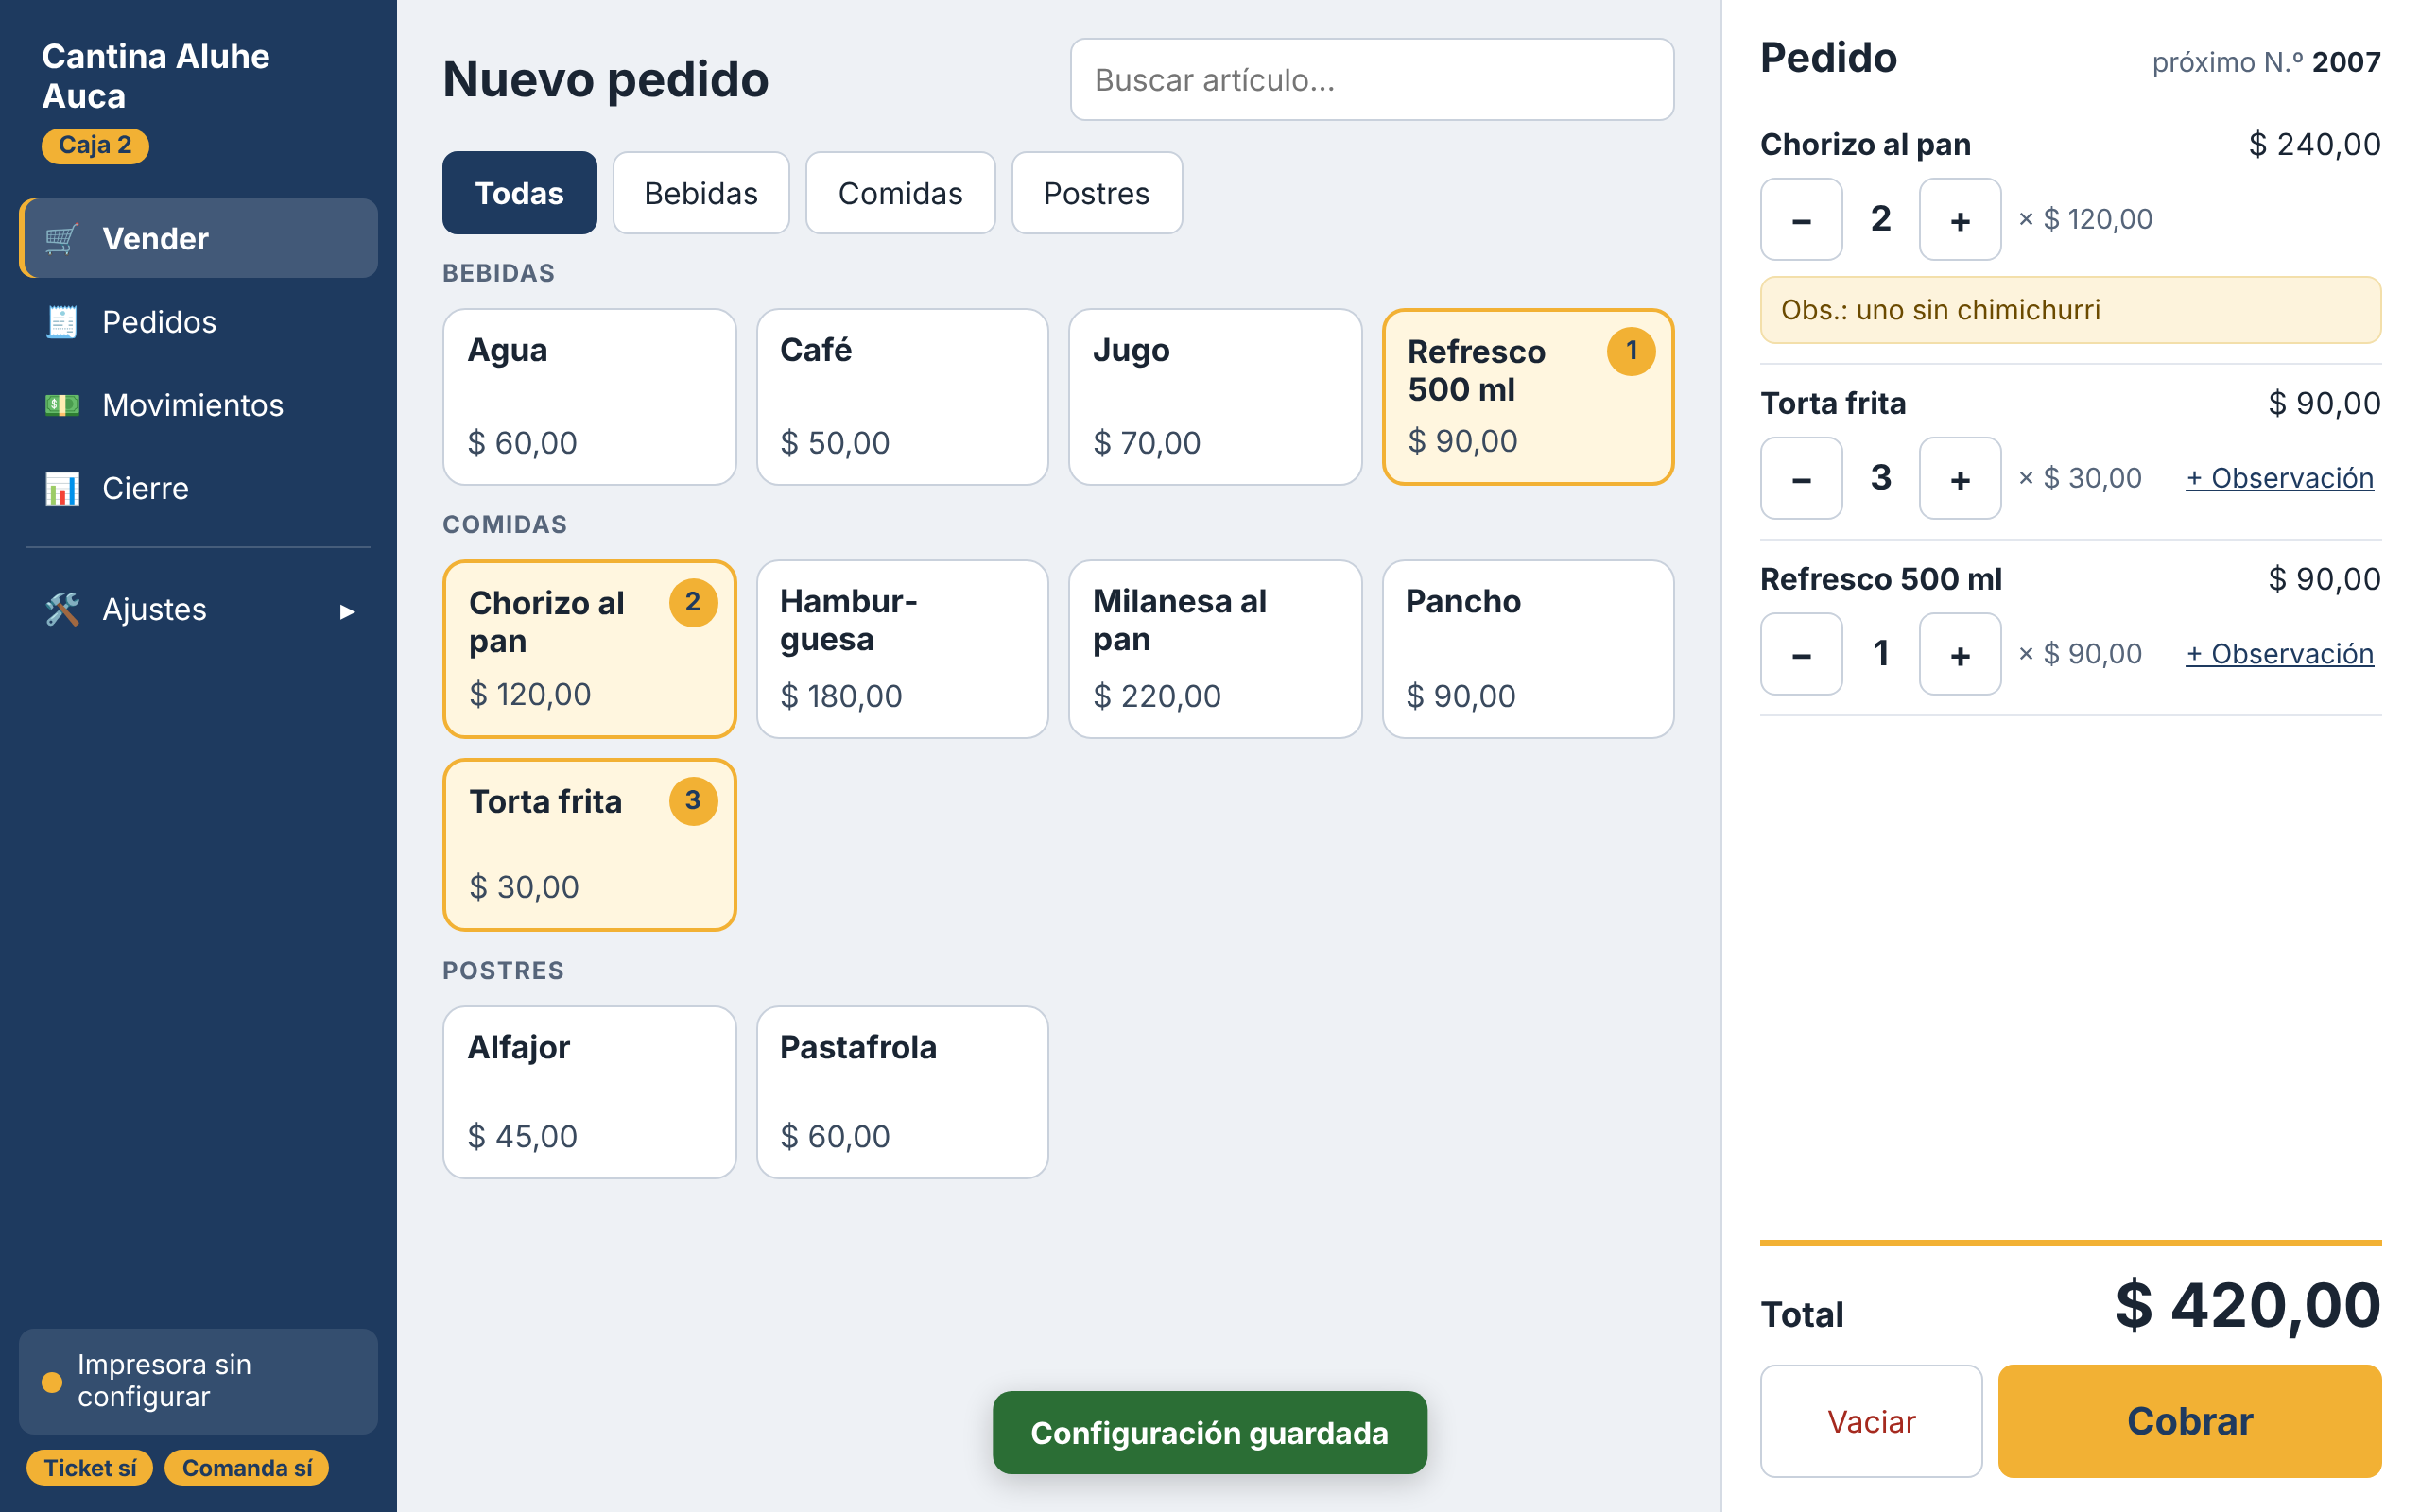 Cantina Aluhe
Auca
Caja 2
Vender
Pedidos
Movimientos
Cierre
Ajustes
Impresora sin
configurar
Ticket sí
Comanda sí
Nuevo pedido
Buscar artículo...
Todas
Bebidas
Comidas
Postres
BEBIDAS
Agua
$ 60,00
Café
$ 50,00
Jugo
$ 70,00
Refresco
500 ml
1
$ 90,00
COMIDAS
Chorizo al
pan
2
$ 120,00
Hambur-
guesa
$ 180,00
Milanesa al
pan
$ 220,00
Pancho
$ 90,00
Torta frita
3
$ 30,00
POSTRES
Alfajor
$ 45,00
Pastafrola
$ 60,00
Configuración guardada
Pedido
próximo N.º 2007
Chorizo al pan $ 240,00
– 2 + × $ 120,00
Obs.: uno sin chimichurri
Torta frita $ 90,00
– 3 + × $ 30,00 + Observación
Refresco 500 ml $ 90,00
– 1 + × $ 90,00 + Observación
Total $ 420,00
Vaciar
Cobrar